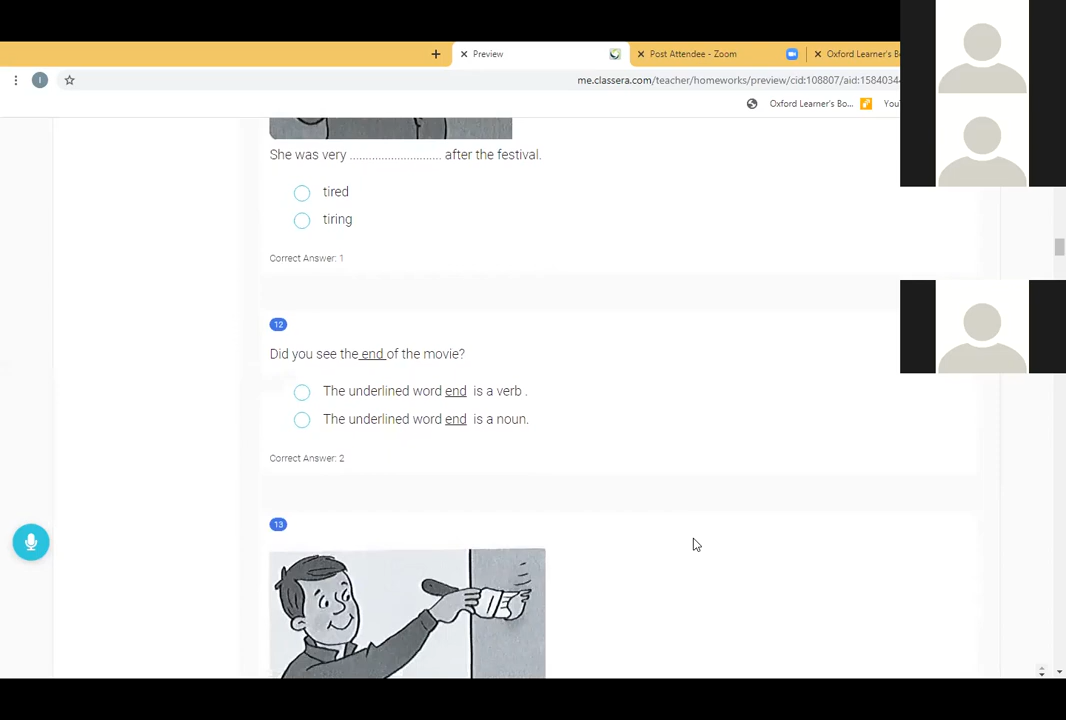 Preview
Post Attendee - Zoom
Oxford Learner's Bo
me.classera.com/teacher/homeworks/preview/cid:108807/aid:1584034
Oxford Learner's Bo...
You
She was very ............................. after the festival.
tired
tiring
Correct Answer: 1
12
Did you see the end of the movie?
The underlined word end is a verb .
The underlined word end is a noun.
Correct Answer: 2
13